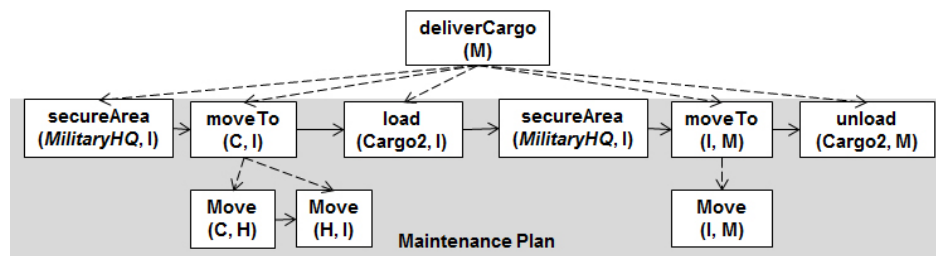 deliverCargo
(M)
secureArea
(MilitaryHQ, I)
moveTo
(C, I)
load
(Cargo2, I)
secureArea
(MilitaryHQ, I)
moveTo
(I, M)
unload
(Cargo2, M)
Move
(C, H)
Move
(H, I)
Move
(I, M)
Maintenance Plan